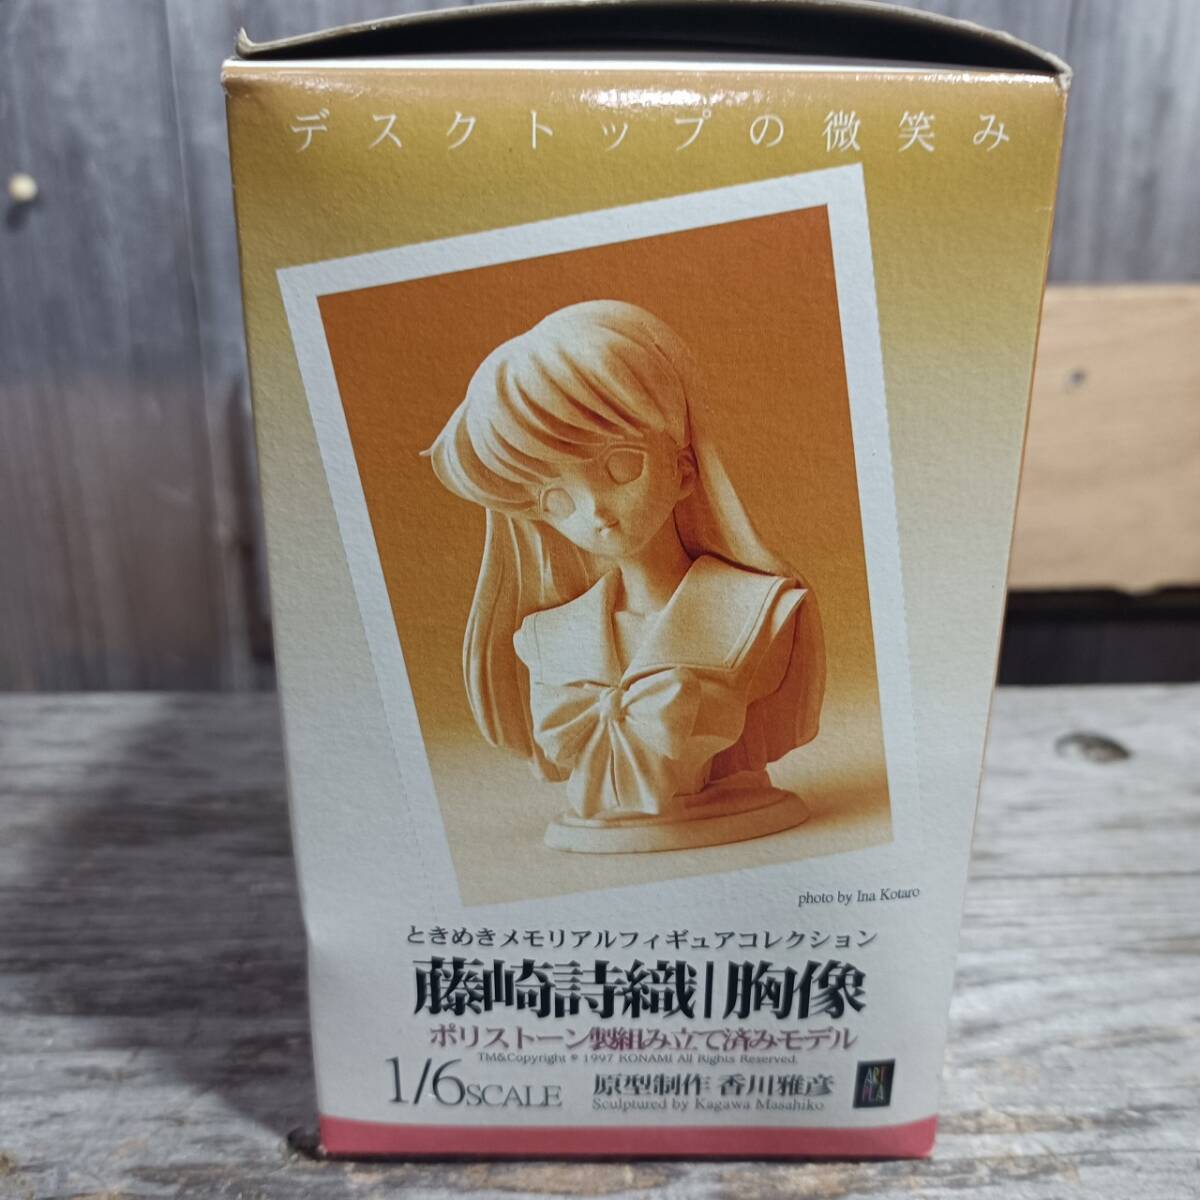 デスクトップの微笑み
photo by Ina Kotaro
ときめきメモリアルフィギュアコレクション
藤崎詩織|胸像
ポリストーン製組み立て済みモデル
TM&Copyright © 1997 KONAMI All Rights Reserved.
1/6SCALE 原型制作 香川雅彦
Sculptured by Kagawa Masahiko
ART
PLA